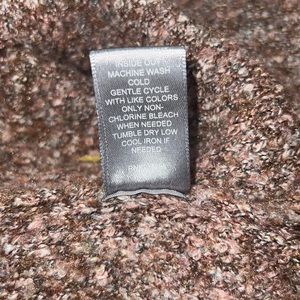 INSIDE OUT
MACHINE WASH
COLD
GENTLE CYCLE
WITH LIKE COLORS
ONLY NON-
CHLORINE BLEACH
WHEN NEEDED
TUMBLE DRY LOW
COOL IRON IF
NEEDED